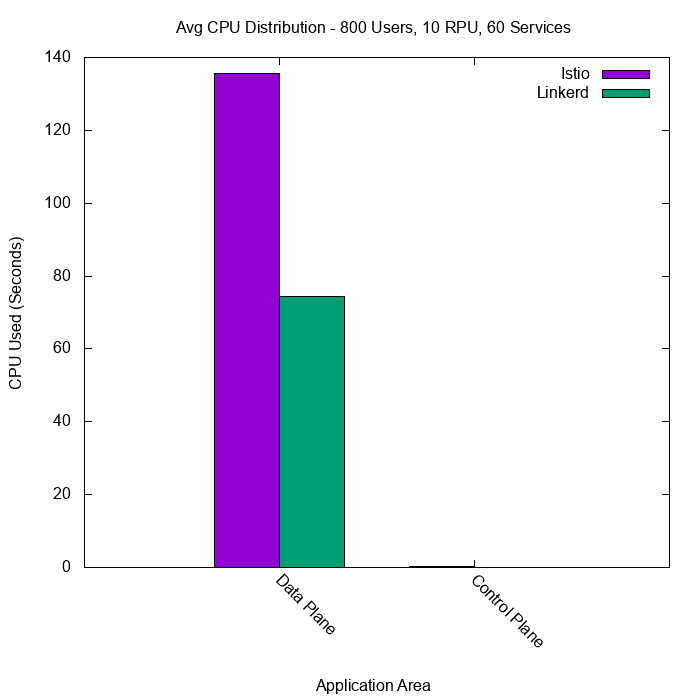 Avg CPU Distribution - 800 Users, 10 RPU, 60 Services
Istio
Linkerd
140
120
100
80
60
40
20
0
CPU Used (Seconds)
Data Plane
Control Plane
Application Area